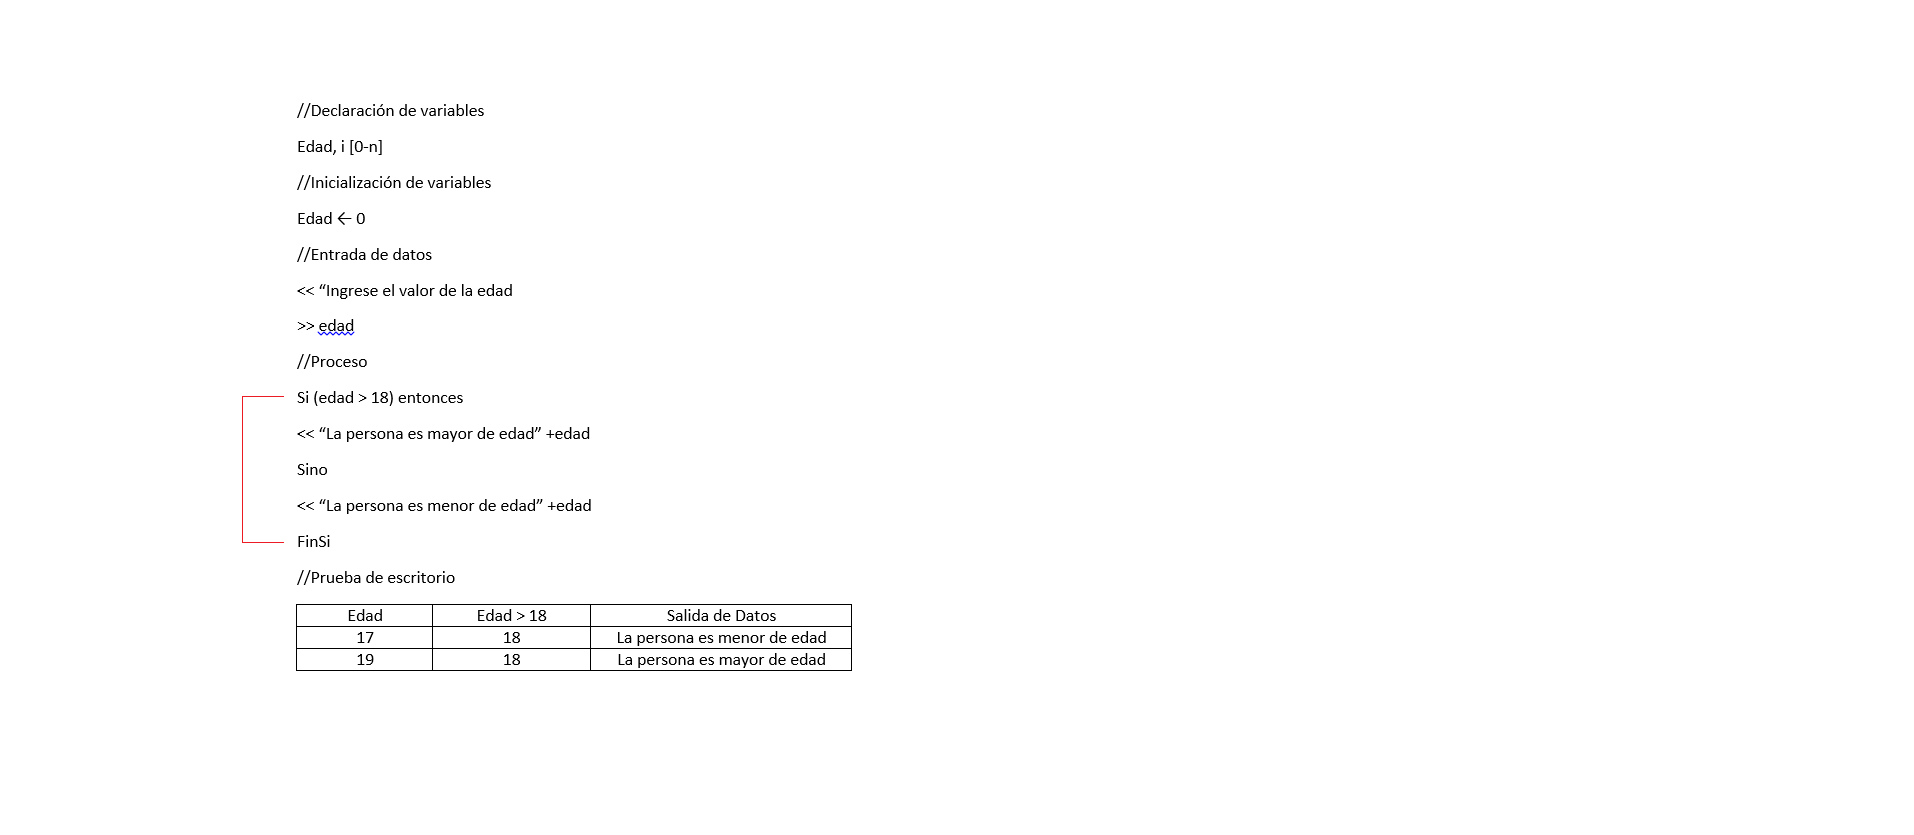 //Declaración de variables
Edad, i [0-n]
//Inicialización de variables
Edad ← 0
//Entrada de datos
<< “Ingrese el valor de la edad
>> edad
//Proceso
Si (edad > 18) entonces
<< “La persona es mayor de edad” +edad
Sino
<< “La persona es menor de edad” +edad
FinSi
//Prueba de escritorio
Edad Edad > 18 Salida de Datos
17 18 La persona es menor de edad
19 18 La persona es mayor de edad